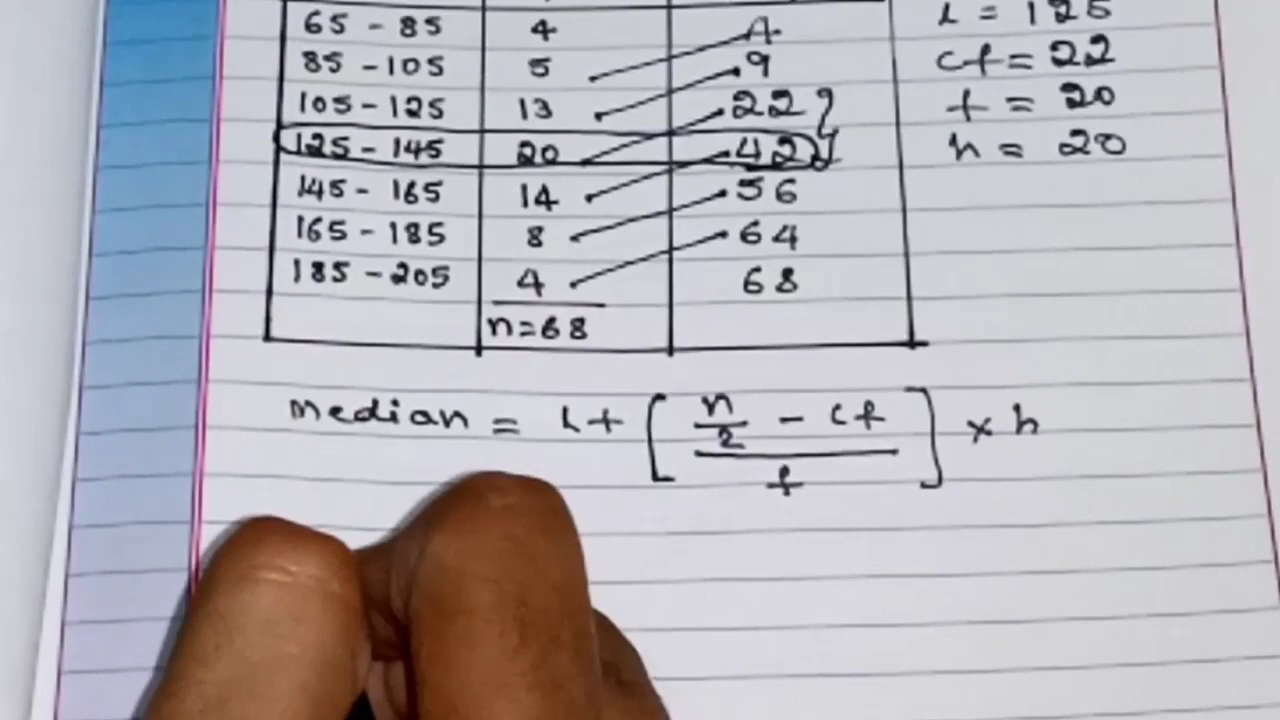 65 - 85 4 4 l = 125
85 - 105 5 9 cf = 22
105 - 125 13 22 f = 20
125 - 145 20 42 h = 20
145 - 165 14 56
165 - 185 8 64
185 - 205 4 68
n = 68
median = l + [ (n/2 - cf) / f ] × h